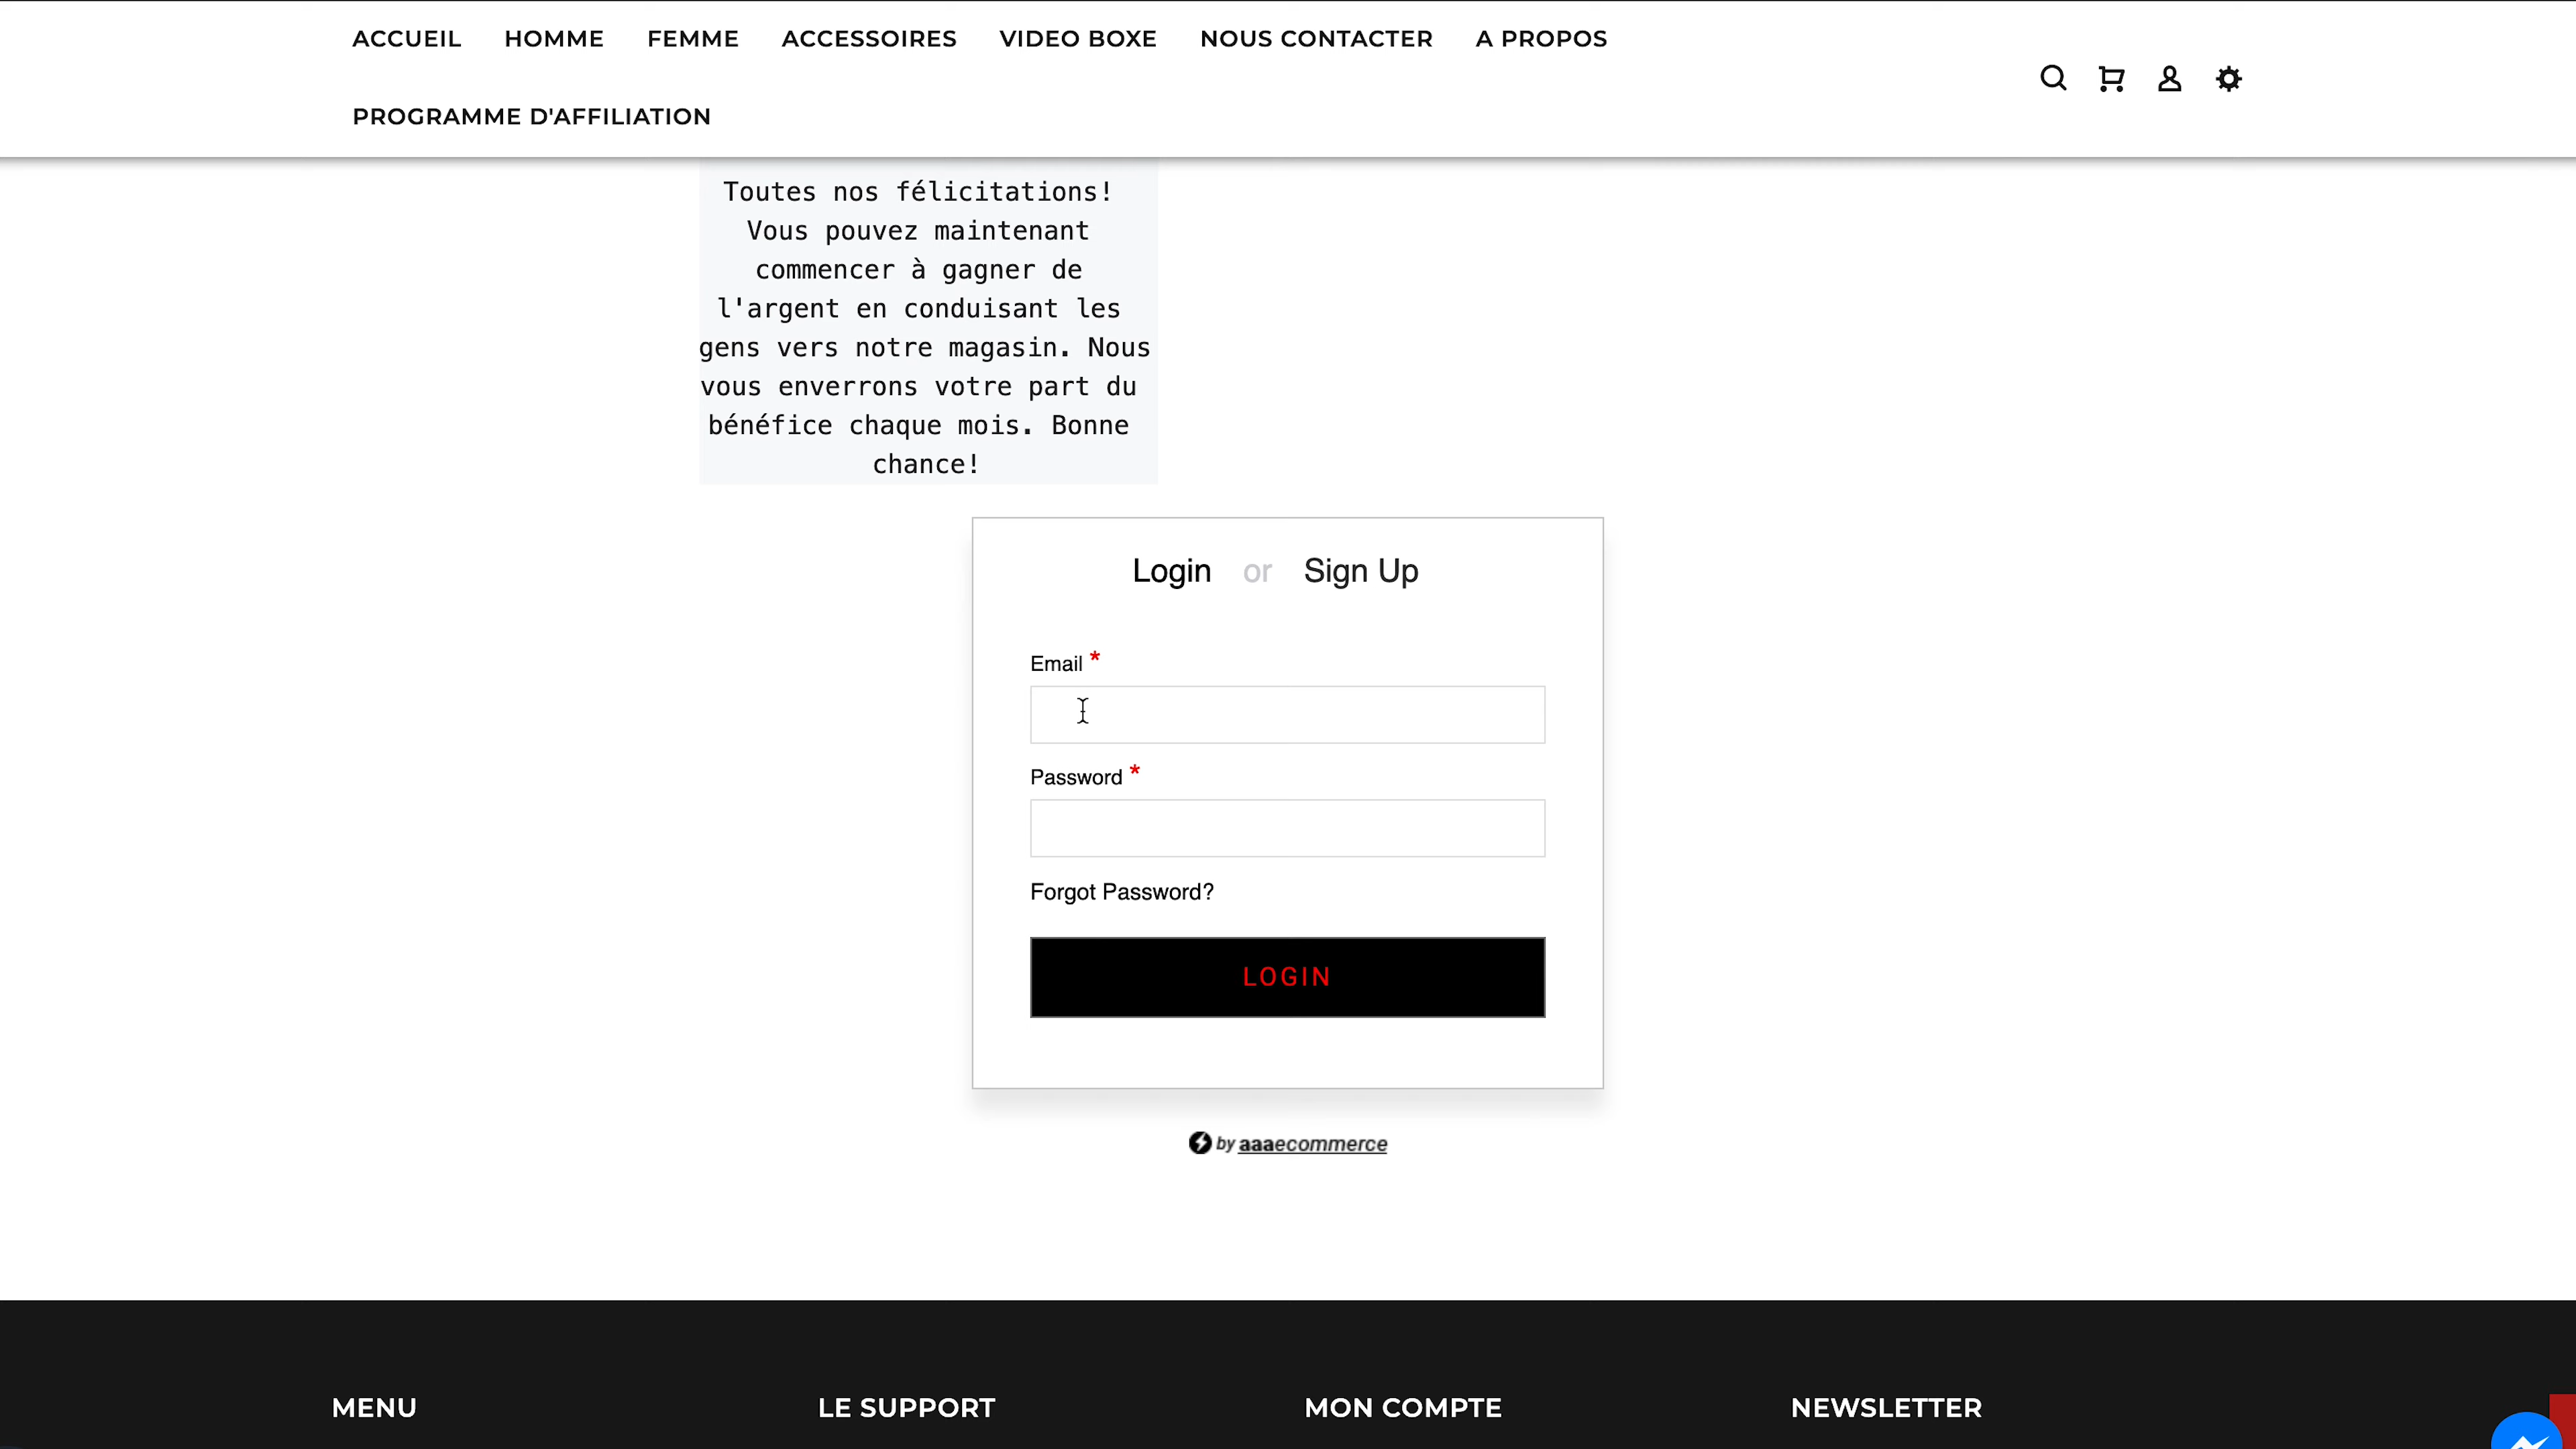 ACCUEIL HOMME FEMME ACCESSOIRES VIDEO BOXE NOUS CONTACTER A PROPOS
PROGRAMME D'AFFILIATION
Toutes nos félicitations!
Vous pouvez maintenant
commencer à gagner de
l'argent en conduisant les
gens vers notre magasin. Nous
vous enverrons votre part du
bénéfice chaque mois. Bonne
chance!
Login or Sign Up
Email *
Password *
Forgot Password?
LOGIN
by aaaecommerce
MENU LE SUPPORT MON COMPTE NEWSLETTER